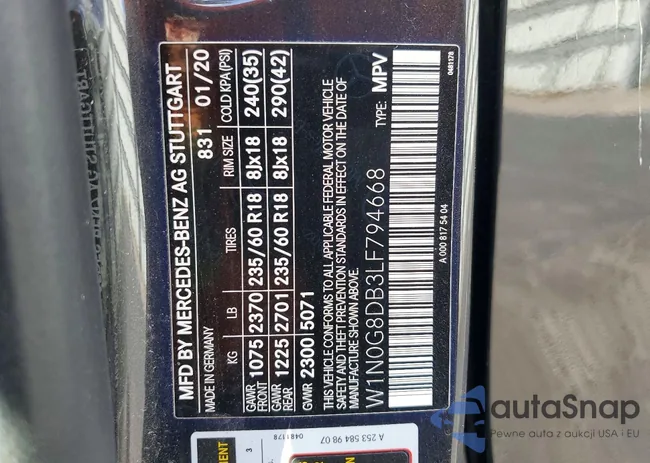 MFD BY MERCEDES-BENZ AG STUTTGART
MADE IN GERMANY 831 01/20
KG LB TIRES RIM SIZE COLD KPA(PSI)
GAWR FRONT 1075 2370 235/60 R18 8Jx18 240(35)
GAWR REAR 1225 2701 235/60 R18 8Jx18 290(42)
GVWR 2300 5071
THIS VEHICLE CONFORMS TO ALL APPLICABLE FEDERAL MOTOR VEHICLE
SAFETY AND THEFT PREVENTION STANDARDS IN EFFECT ON THE DATE OF
MANUFACTURE SHOWN ABOVE.
TYPE: MPV
W1N0G8DB3LF794668
A 000 817 54 04
0481178
0481178
A 253 584 98 07
3
autaSnap
Pewne auta z aukcji USA i EU